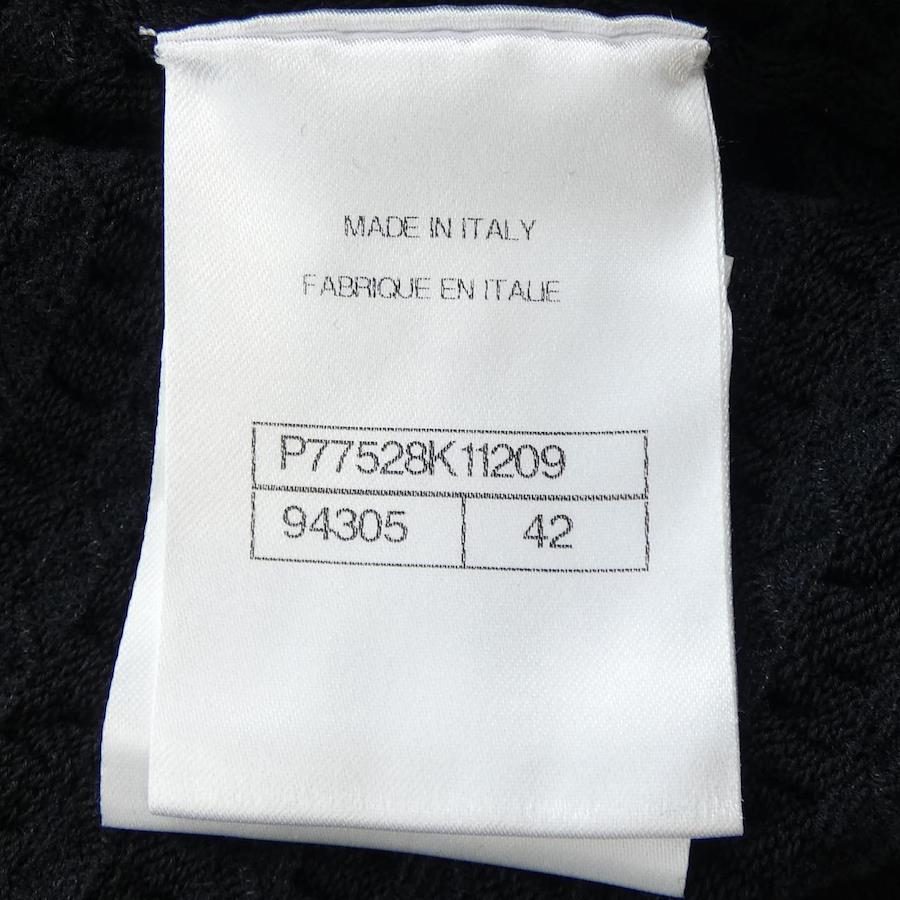 MADE IN ITALY
FABRIQUE EN ITALIE
P77528K11209
94305 42